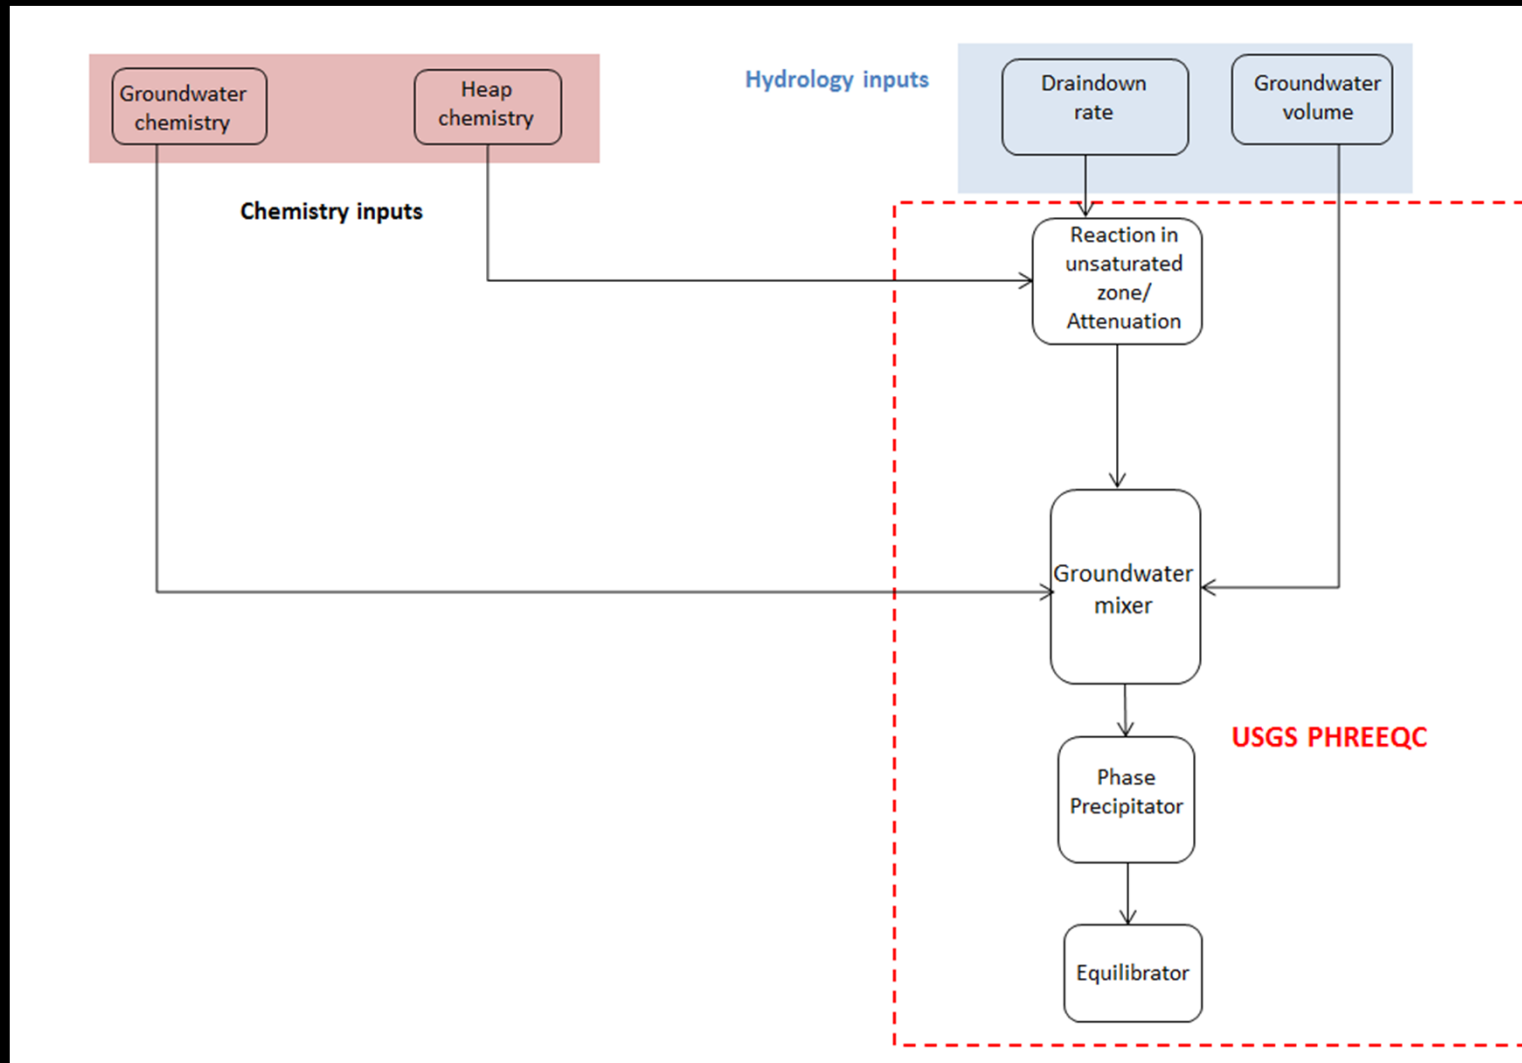 Groundwater
chemistry
Heap
chemistry
Hydrology inputs
Draindown
rate
Groundwater
volume
Chemistry inputs
Reaction in
unsaturated
zone/
Attenuation
Groundwater
mixer
USGS PHREEQC
Phase
Precipitator
Equilibrator